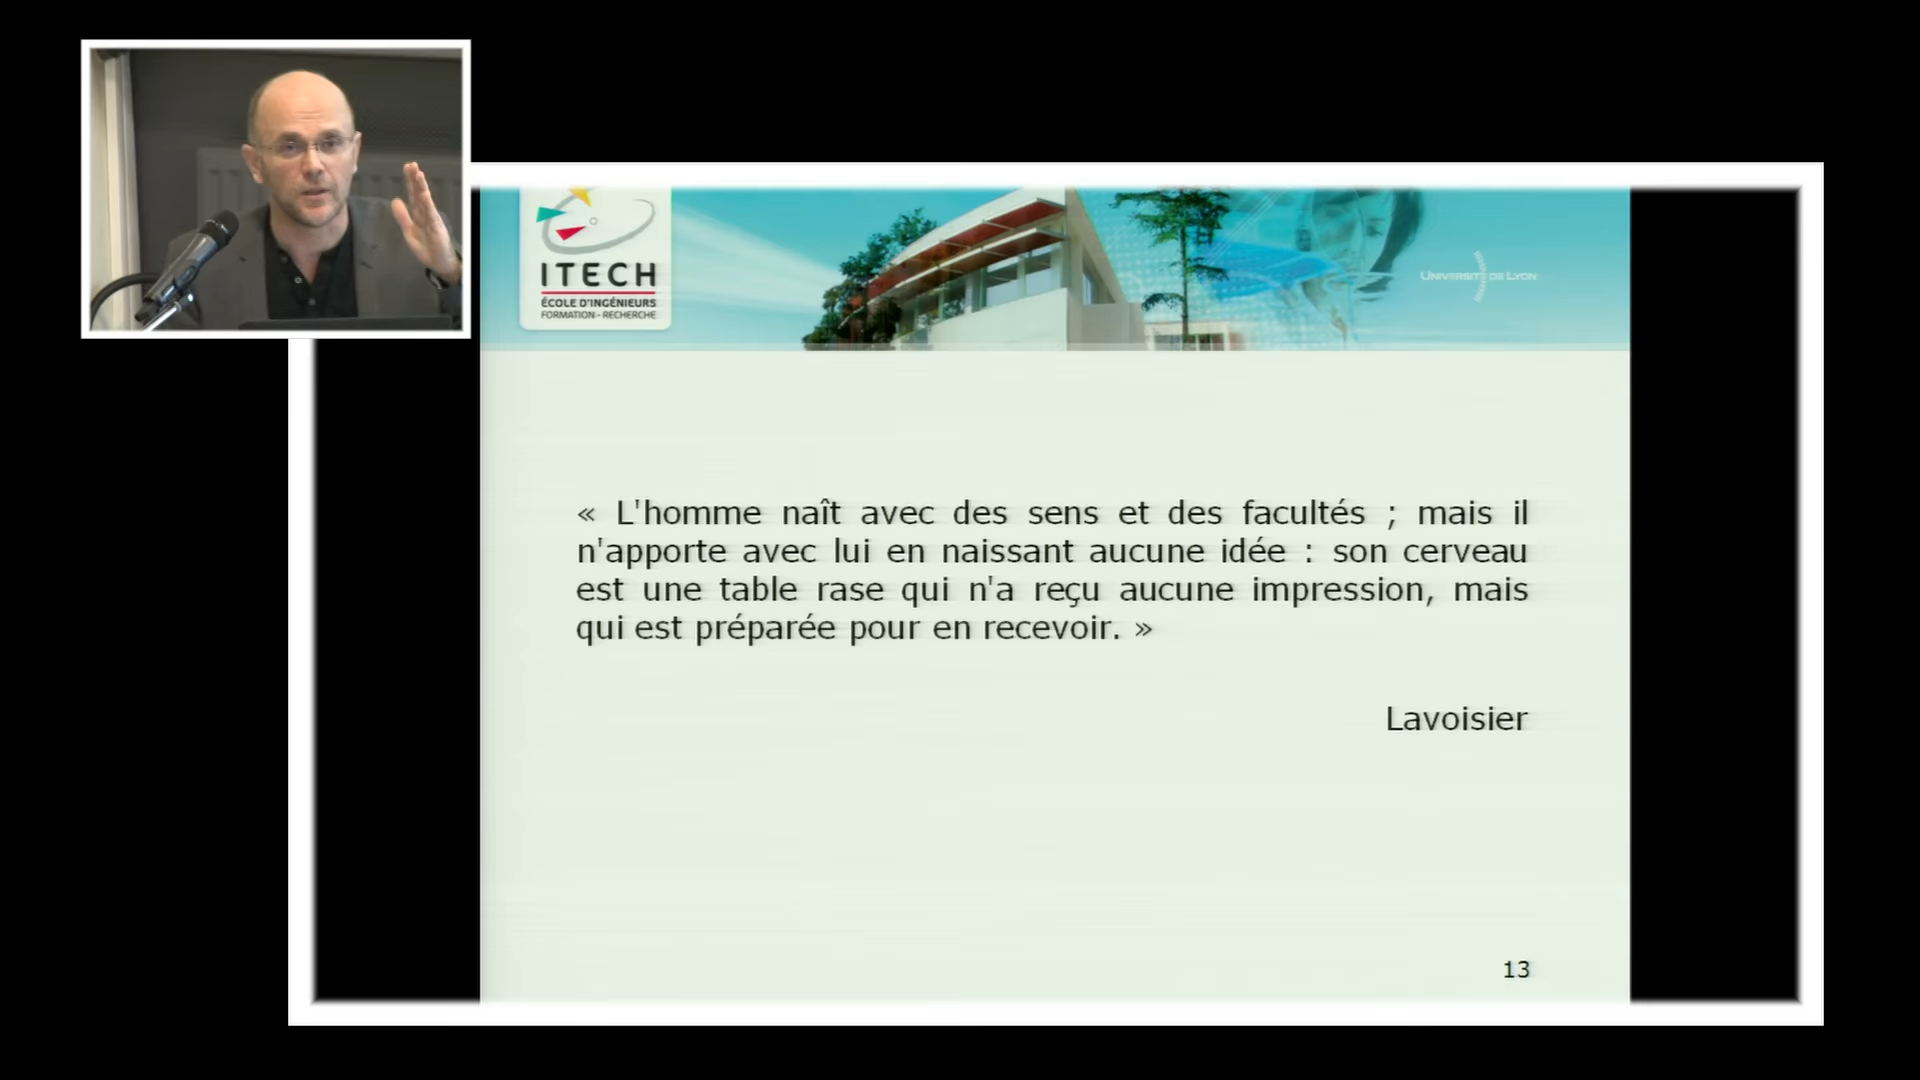 ITECH
ÉCOLE D'INGÉNIEURS
FORMATION - RECHERCHE
UNIVERSITÉ DE LYON
« L'homme naît avec des sens et des facultés ; mais il
n'apporte avec lui en naissant aucune idée : son cerveau
est une table rase qui n'a reçu aucune impression, mais
qui est préparée pour en recevoir. »
Lavoisier
13